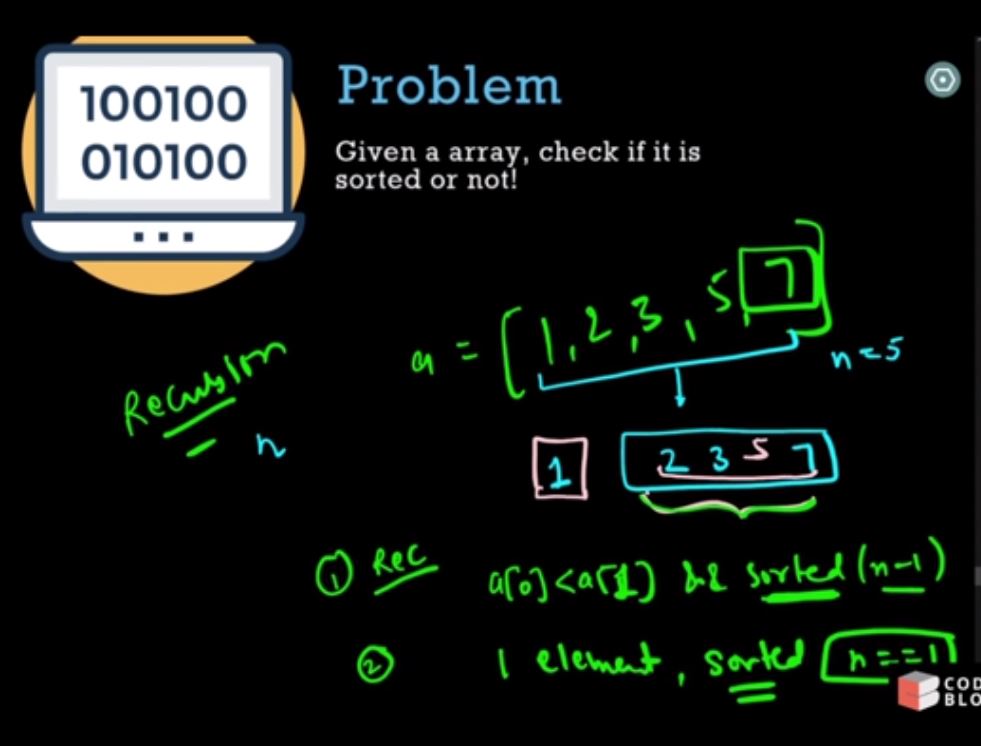 100100
010100
Problem
Given a array, check if it is
sorted or not!
a = [1, 2, 3, 5, 7]
n = 5
Recursion
n
1
2 3 5 7
① Rec a[0] < a[1] && sorted (n-1)
② 1 element, sorted n == 1
COD
BLO